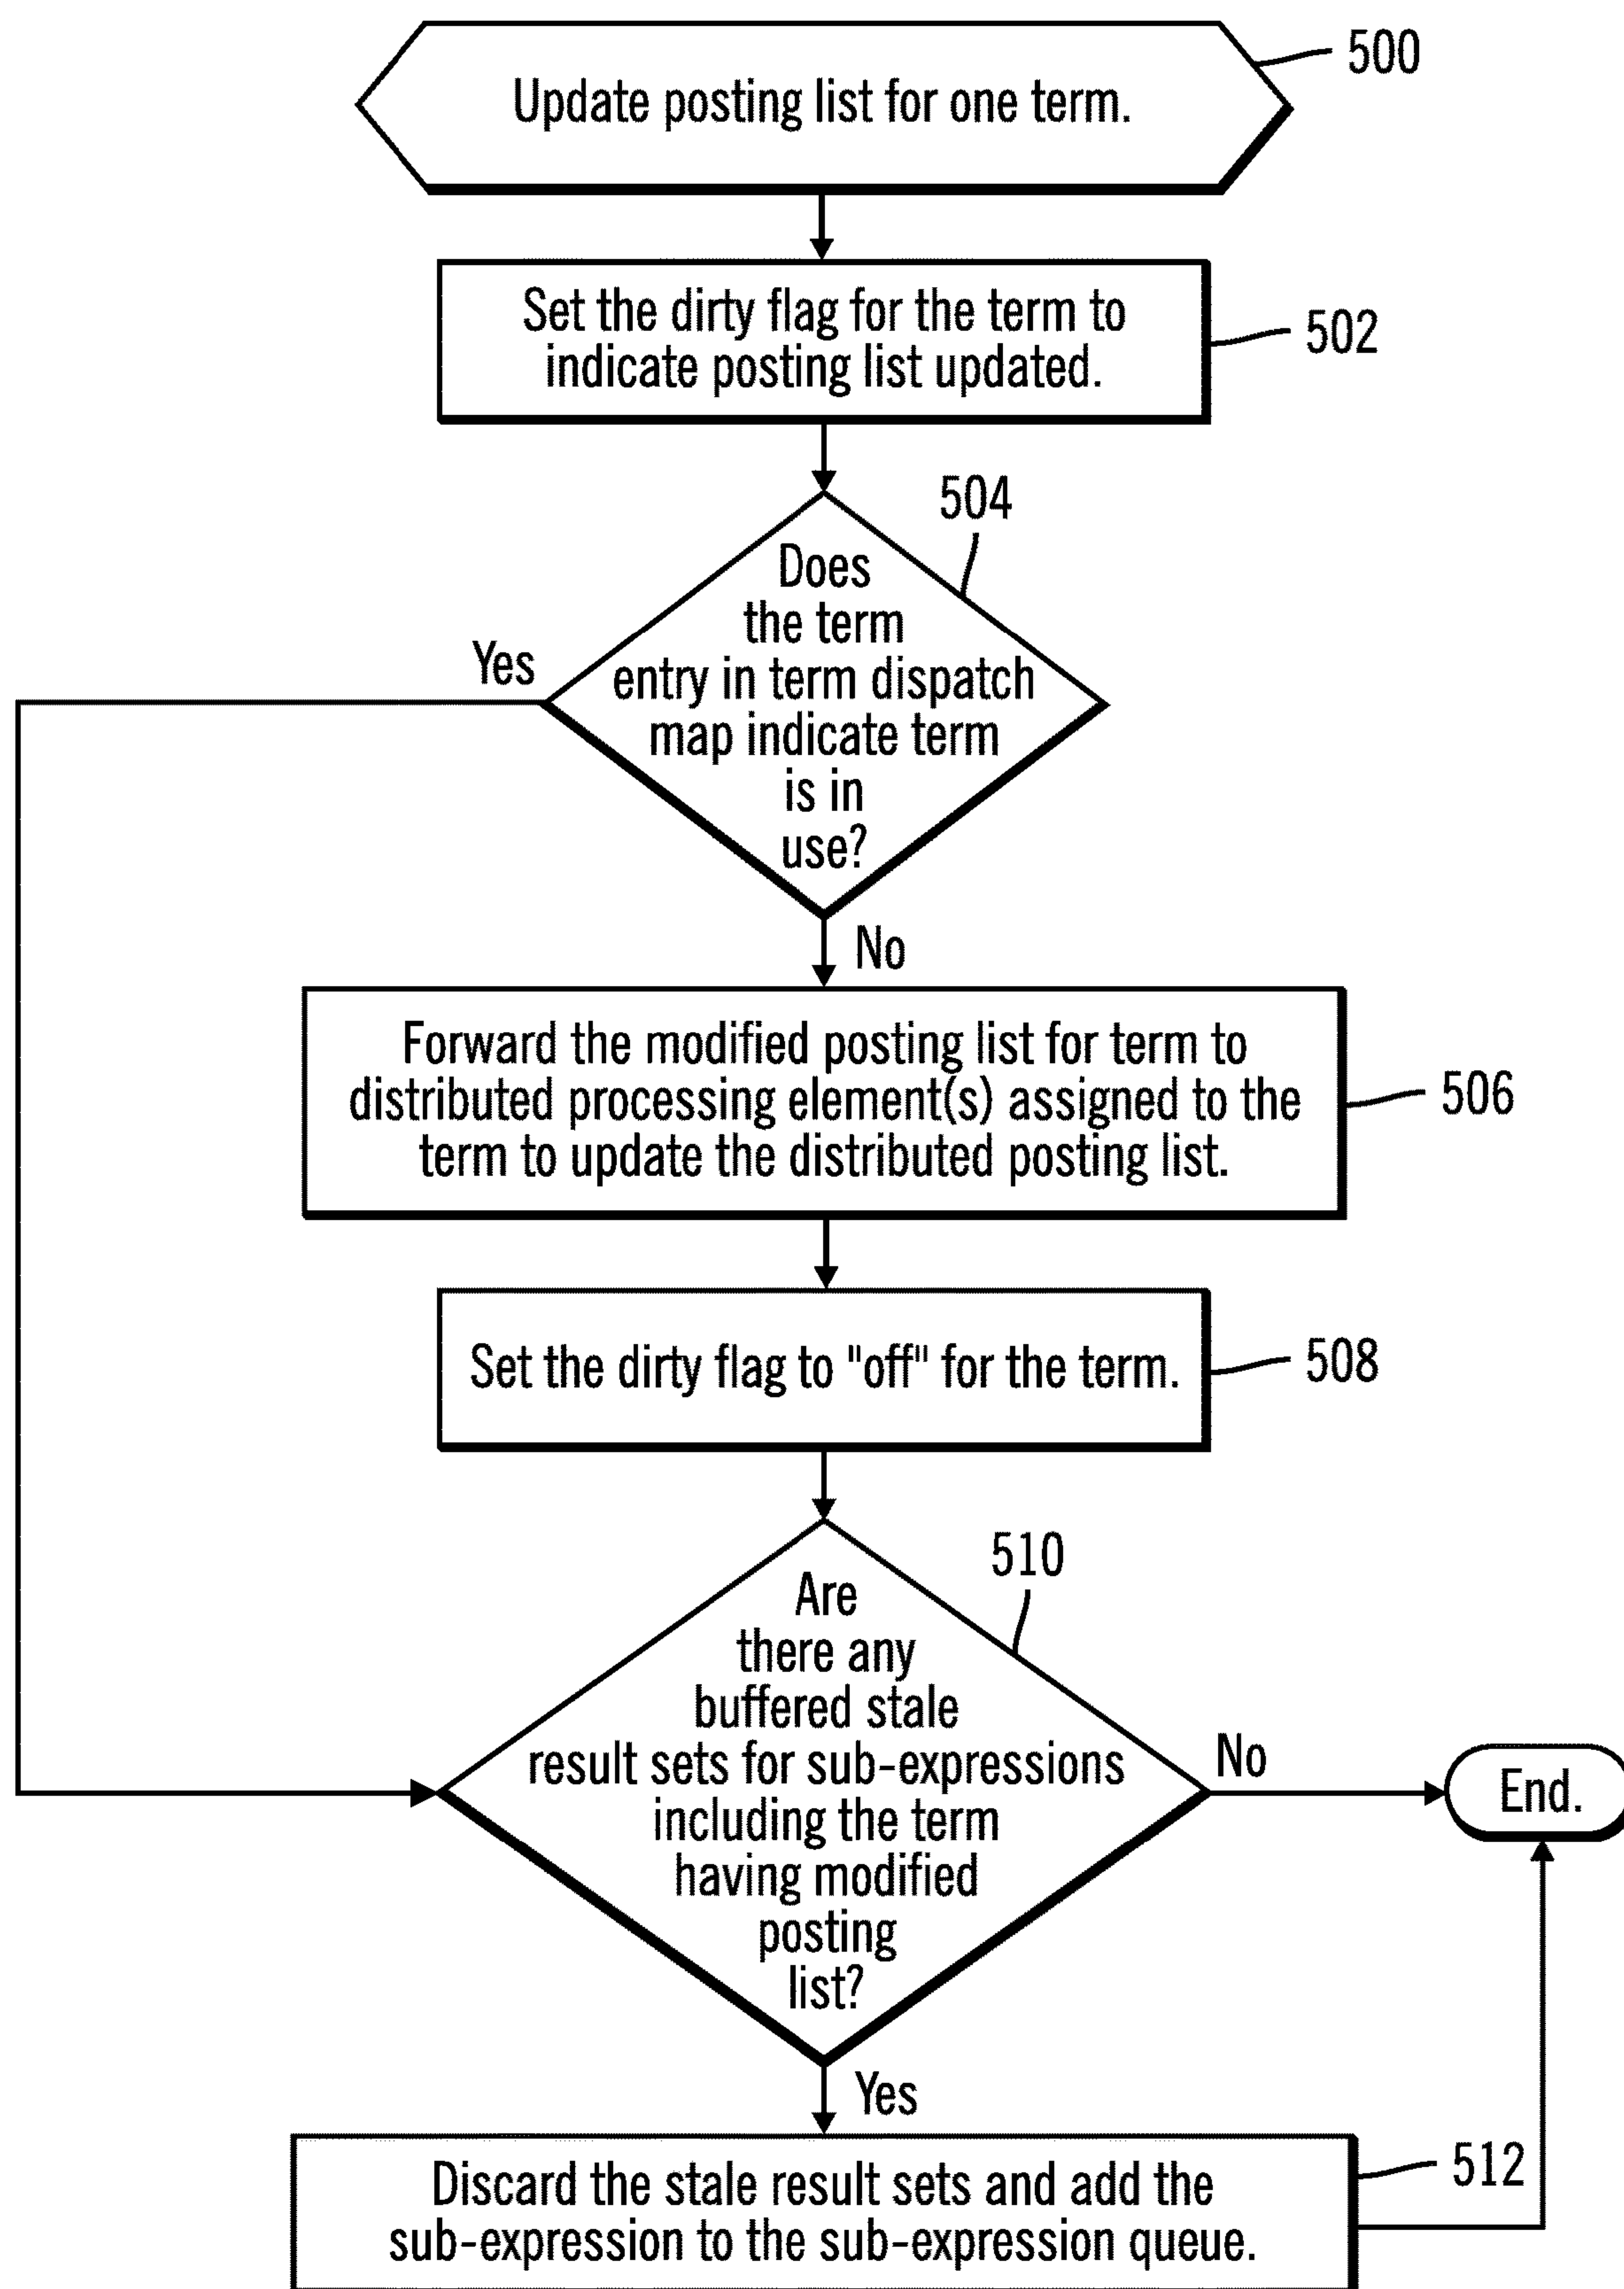 Update posting list for one term.
500
Set the dirty flag for the term to
indicate posting list updated.
502
504
Does
the term
entry in term dispatch
map indicate term
is in
use?
Yes
No
Forward the modified posting list for term to
distributed processing element(s) assigned to the
term to update the distributed posting list.
506
Set the dirty flag to "off" for the term.
508
510
Are
there any
buffered stale
result sets for sub-expressions
including the term
having modified
posting
list?
No
End.
Yes
Discard the stale result sets and add the
sub-expression to the sub-expression queue.
512